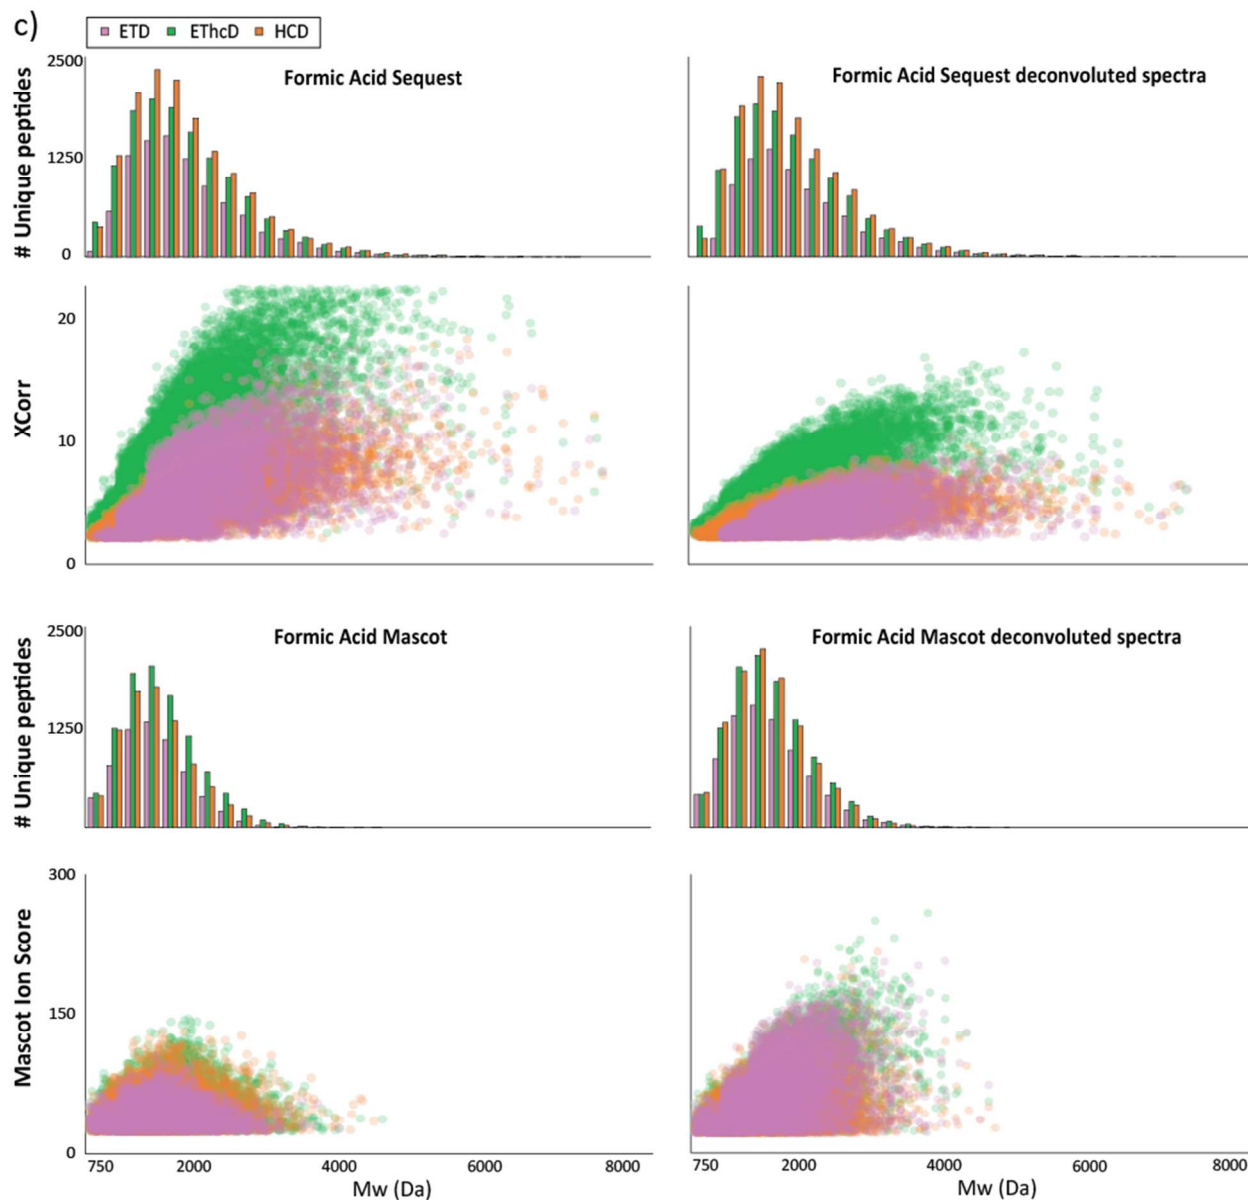 c)
ETD EThcD HCD
Formic Acid Sequest
Formic Acid Sequest deconvoluted spectra
# Unique peptides
2500
1250
0
XCorr
20
10
0
Formic Acid Mascot
Formic Acid Mascot deconvoluted spectra
# Unique peptides
2500
1250
Mascot Ion Score
300
150
0
750 2000 4000 6000 8000
Mw (Da)
750 2000 4000 6000 8000
Mw (Da)